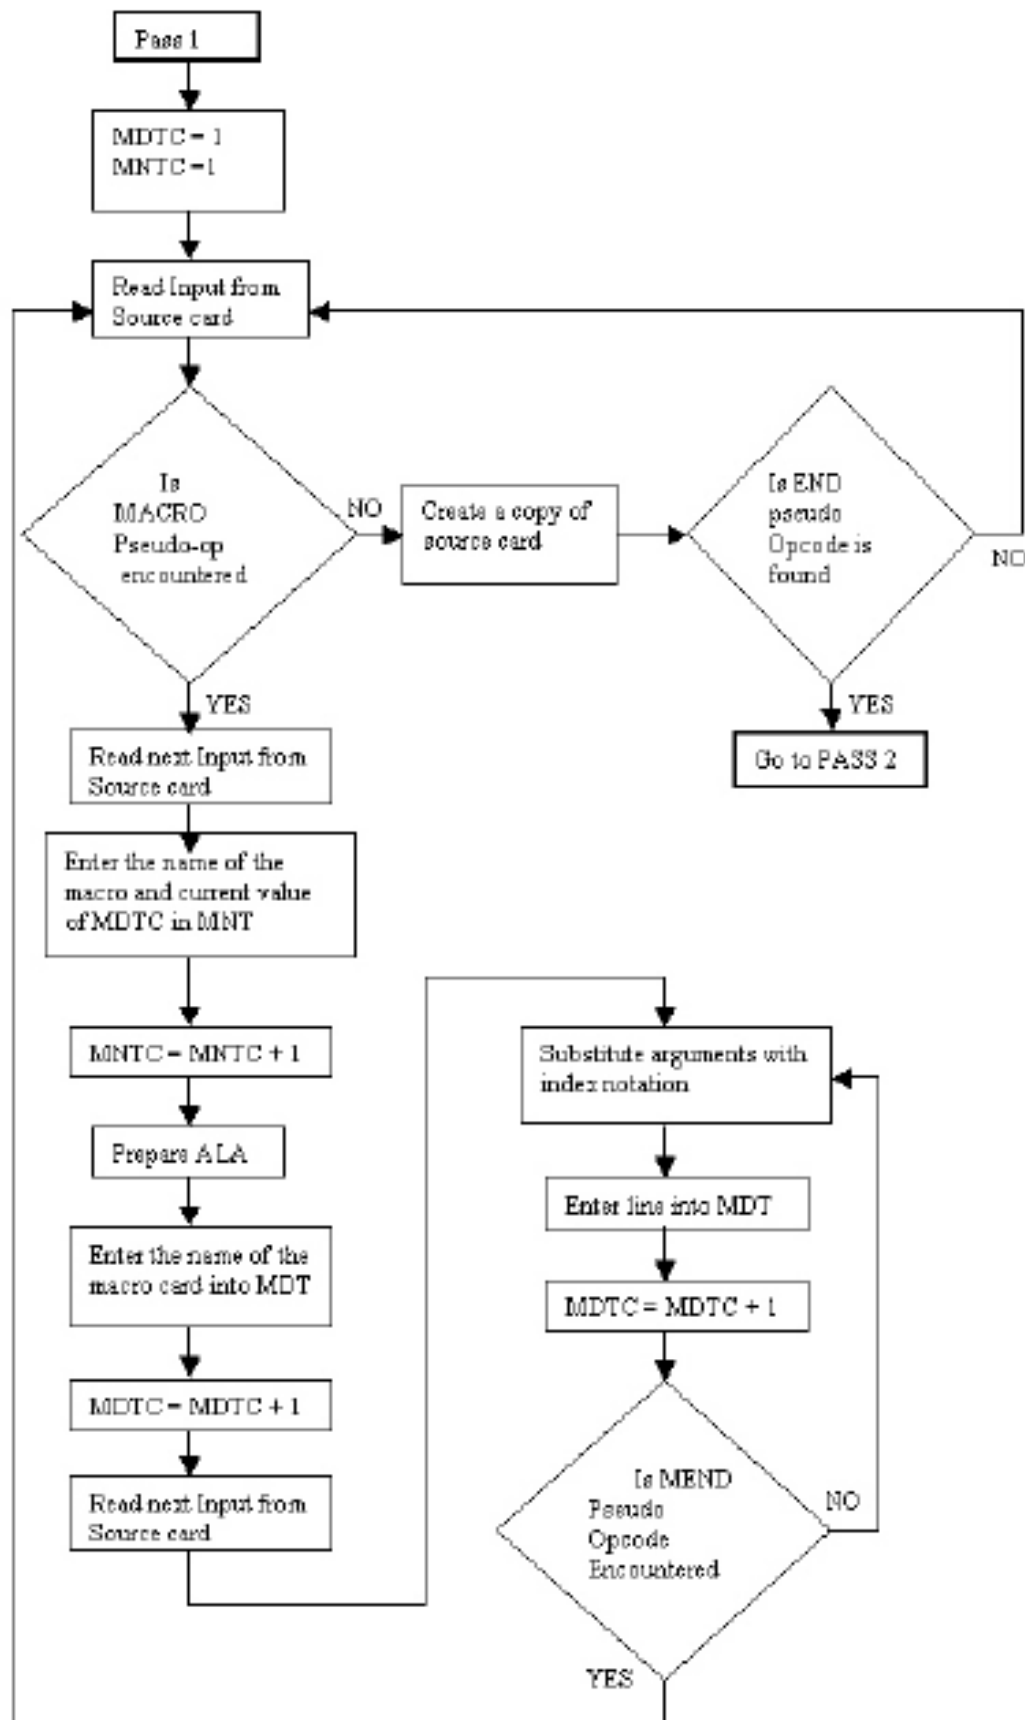 Pass 1
MDTC = 1
MNTC =1
Read Input from
Source card
Is
MACRO
Pseudo-op
encountered
NO
Create a copy of
source card
Is END
pseudo
Opcode is
found
NO
YES
YES
Go to PASS 2
Read next Input from
Source card
Enter the name of the
macro and current value
of MDTC in MNT
MNTC = MNTC + 1
Prepare ALA
Enter the name of the
macro card into MDT
MDTC = MDTC + 1
Read next Input from
Source card
Substitute arguments with
index notation
Enter line into MDT
MDTC = MDTC + 1
Is MEND
Pseudo
Opcode
Encountered
NO
YES